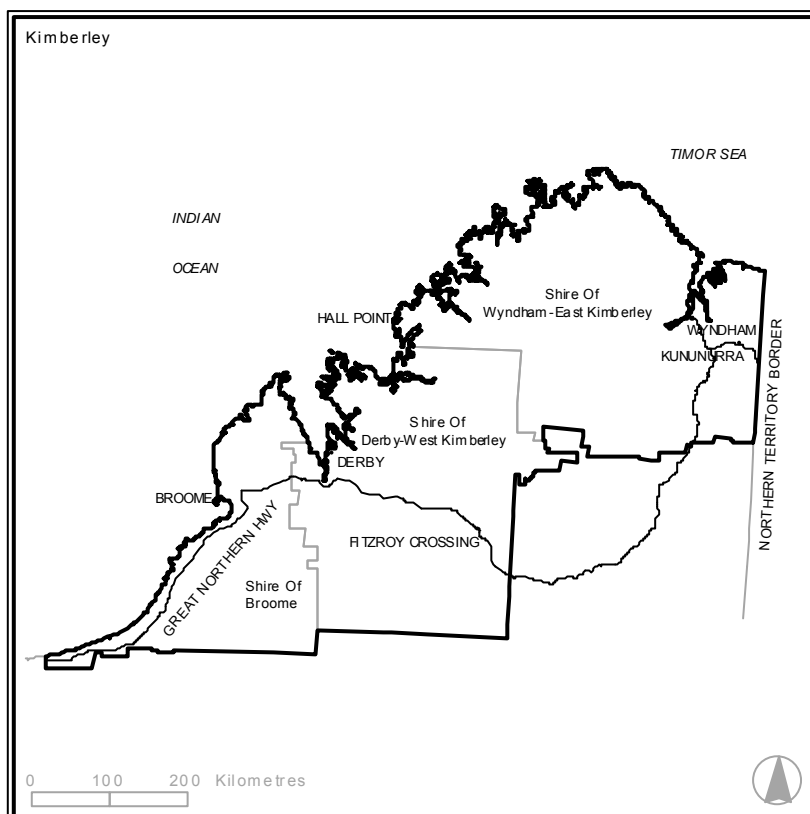 Kimberley
TIMOR SEA
INDIAN
OCEAN
Shire Of
Wyndham-East Kimberley
HALL POINT
WYNDHAM
KUNUNURRA
NORTHERN TERRITORY BORDER
Shire Of
Derby-West Kimberley
DERBY
BROOME
GREAT NORTHERN HWY
FITZROY CROSSING
Shire Of
Broome
0 100 200 Kilometres